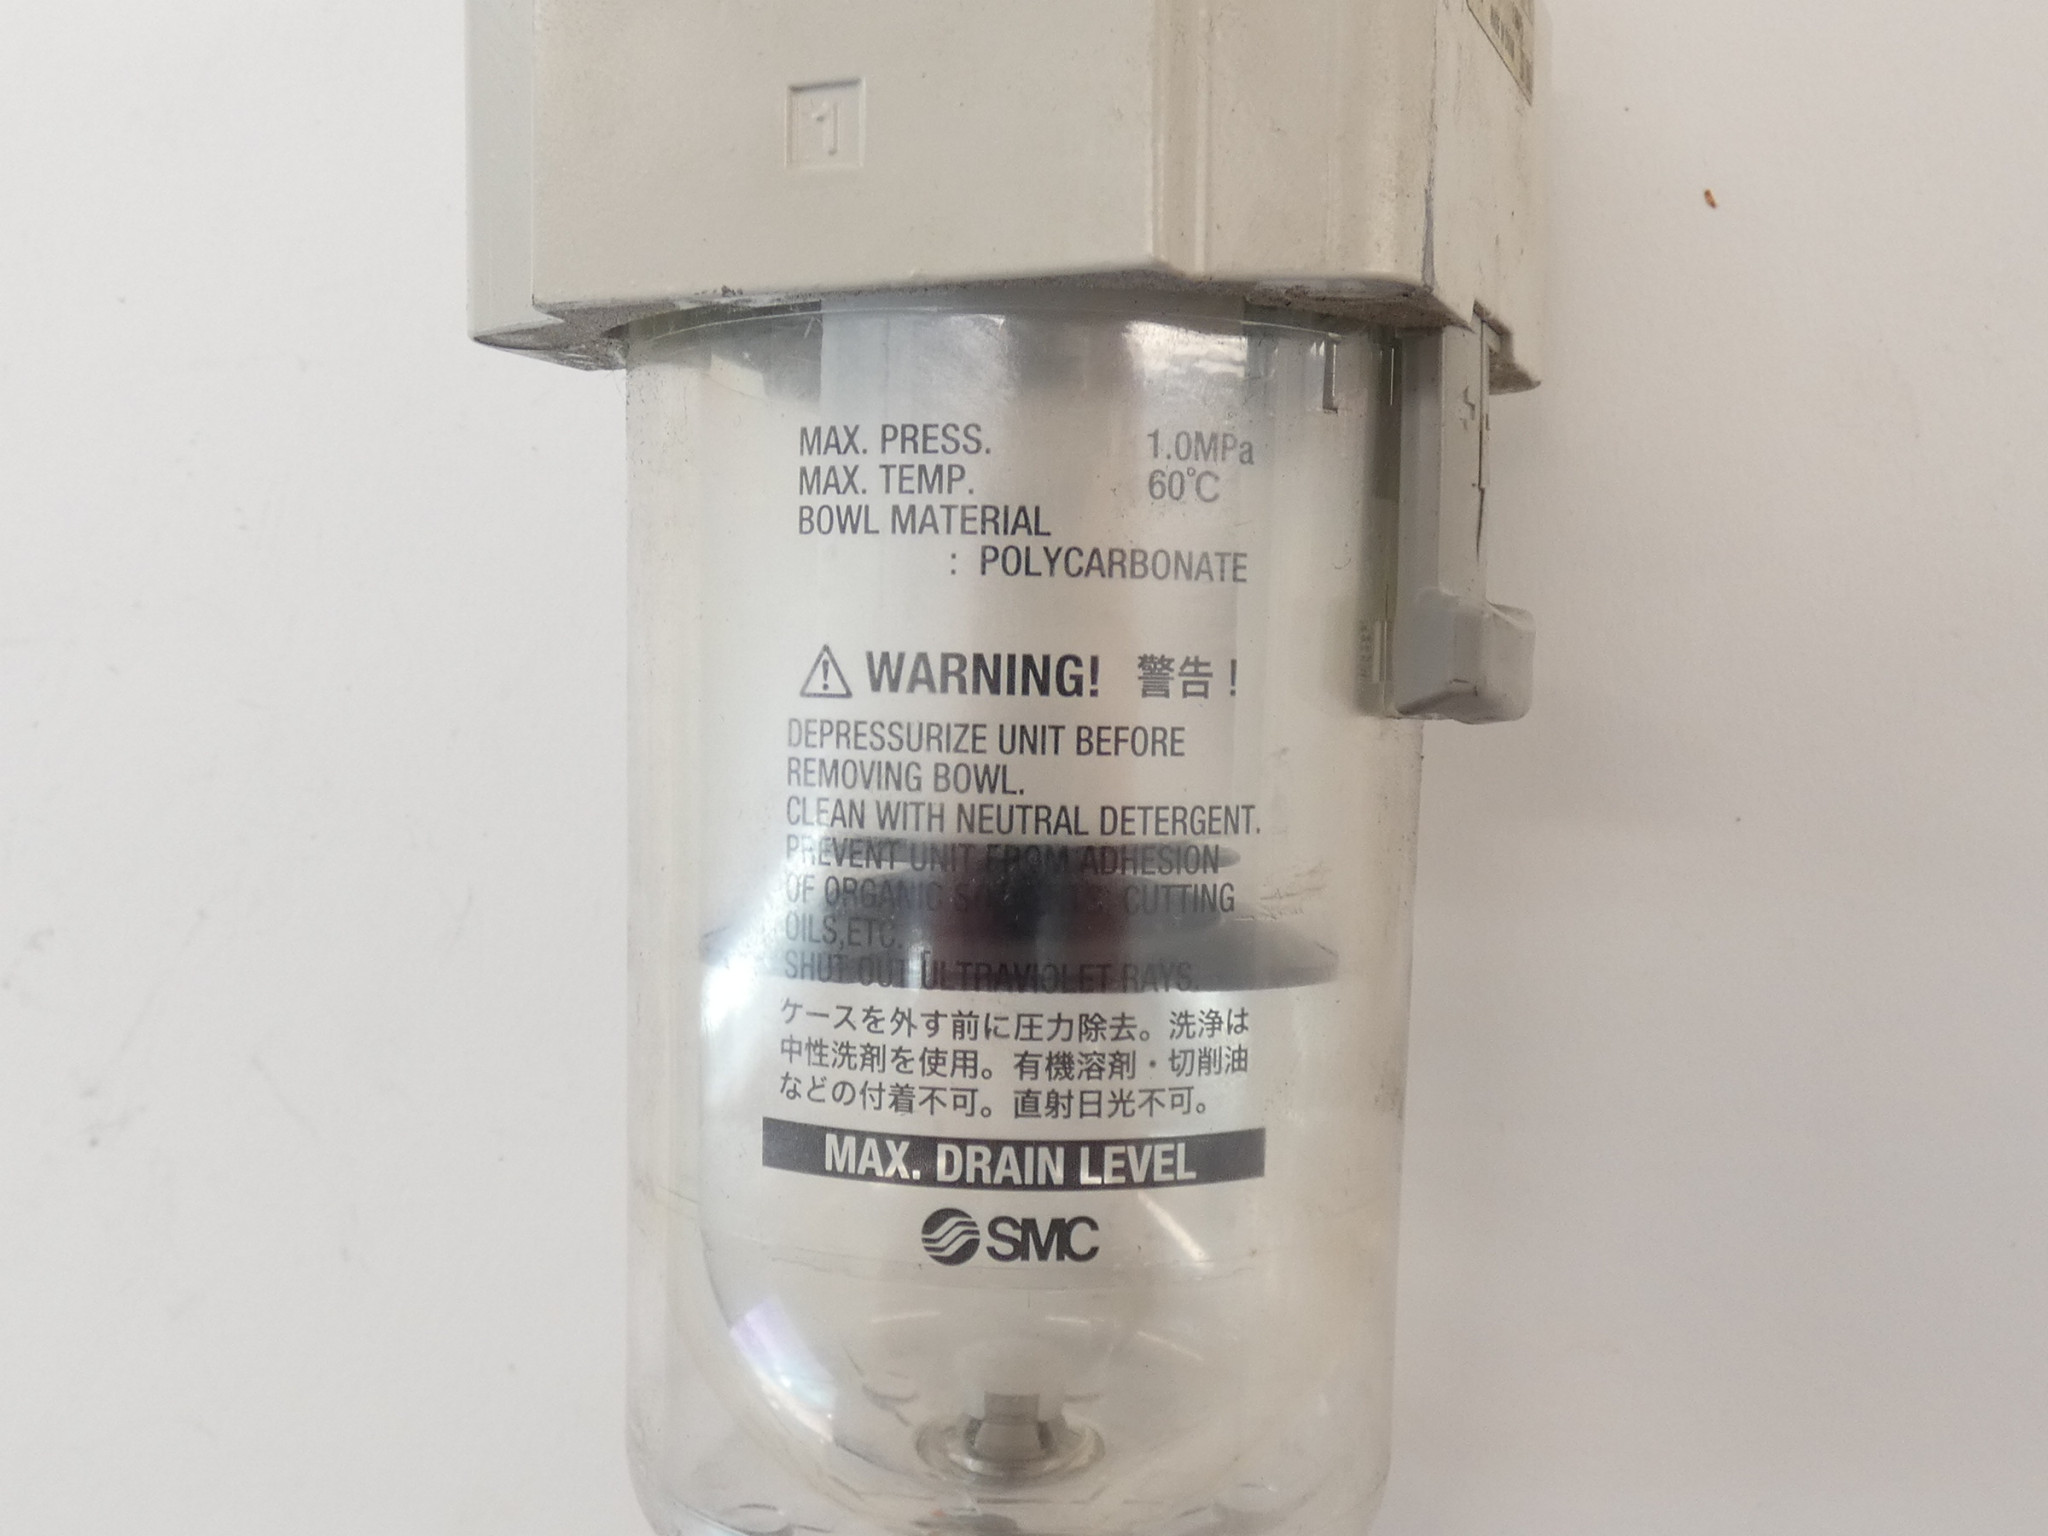 1
MAX. PRESS. 1.0MPa
MAX. TEMP. 60℃
BOWL MATERIAL
: POLYCARBONATE
WARNING! 警告!
DEPRESSURIZE UNIT BEFORE
REMOVING BOWL.
CLEAN WITH NEUTRAL DETERGENT.
PREVENT UNIT FROM ADHESION
OF ORGANIC CUTTING
OILS,ETC.
SHUT OUT ULTRAVIOLET RAYS.
ケースを外す前に圧力除去。洗浄は
中性洗剤を使用。有機溶剤・切削油
などの付着不可。直射日光不可。
MAX. DRAIN LEVEL
SMC